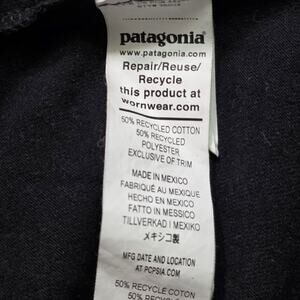 patagonia®
www.patagonia.com
Repair/Reuse/
Recycle
this product at
wornwear.com
50% RECYCLED COTTON
50% RECYCLED
POLYESTER
EXCLUSIVE OF TRIM
MADE IN MEXICO
FABRIQUÉ AU MEXIQUE
HECHO EN MEXICO
FATTO IN MESSICO
TILLVERKAD I MEXIKO
メキシコ製
MFG DATE AND LOCATION
AT PCPSIA.COM
50% RECYCLE COTTON